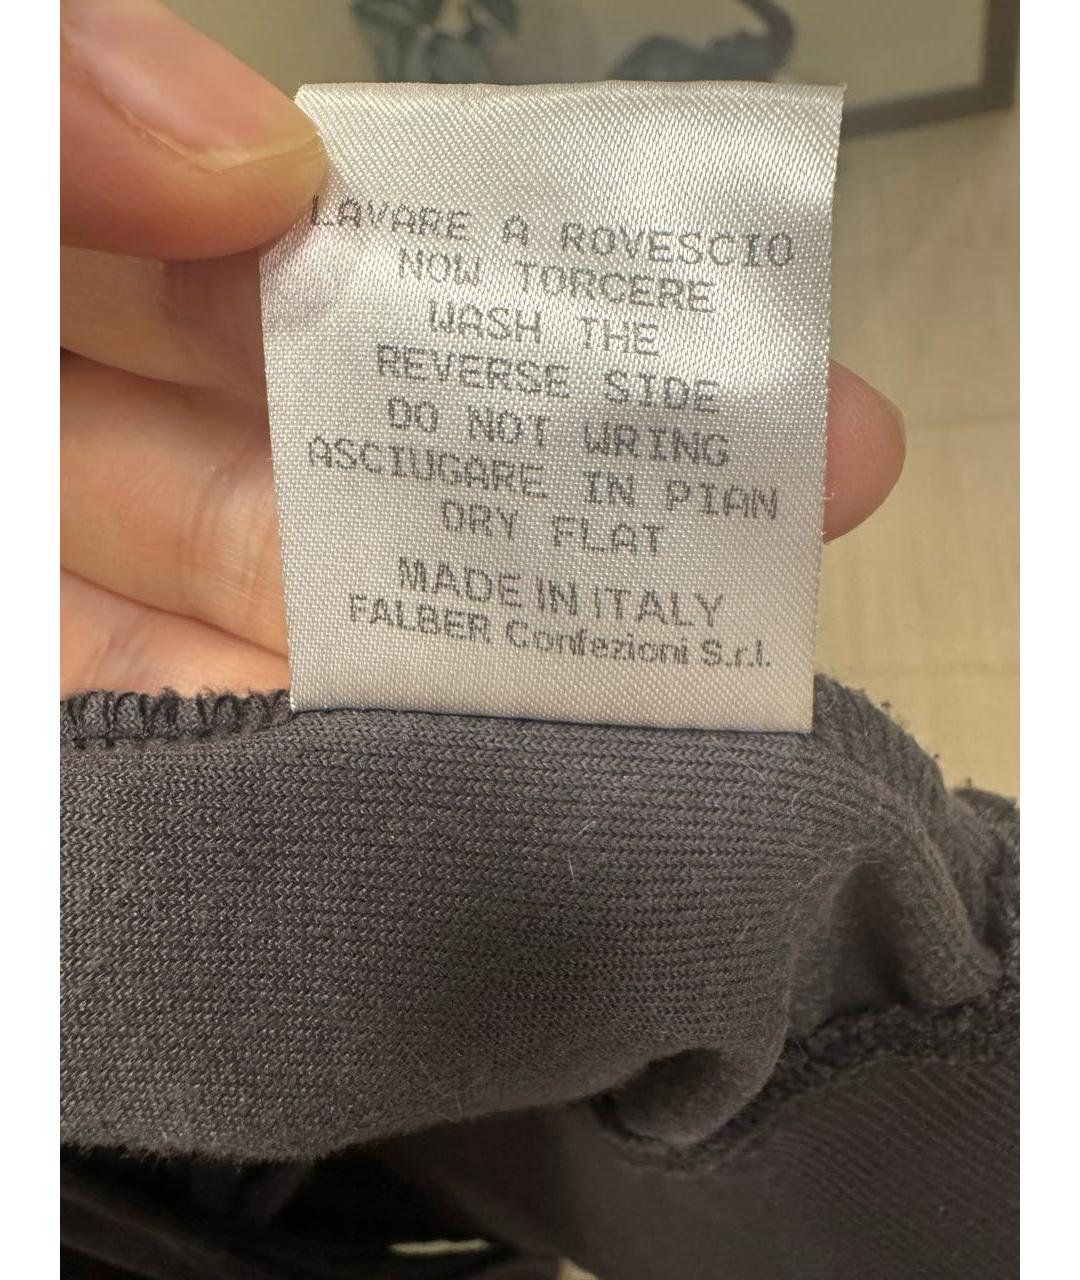 LAVARE A ROVESCIO
NOW TORCERE
WASH THE
REVERSE SIDE
DO NOT WRING
ASCIUGARE IN PIAN
DRY FLAT
MADE IN ITALY
FALBER Confezioni S.r.l.